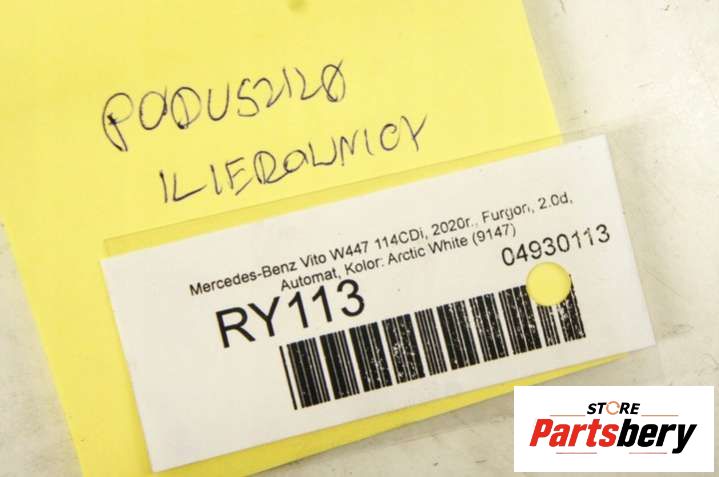 PODUSZKA
KIEROWNICY
Mercedes-Benz Vito W447 114CDi, 2020r., Furgon, 2.0d,
Automat, Kolor: Arctic White (9147)
RY113
04930113
STORE
Partsbery